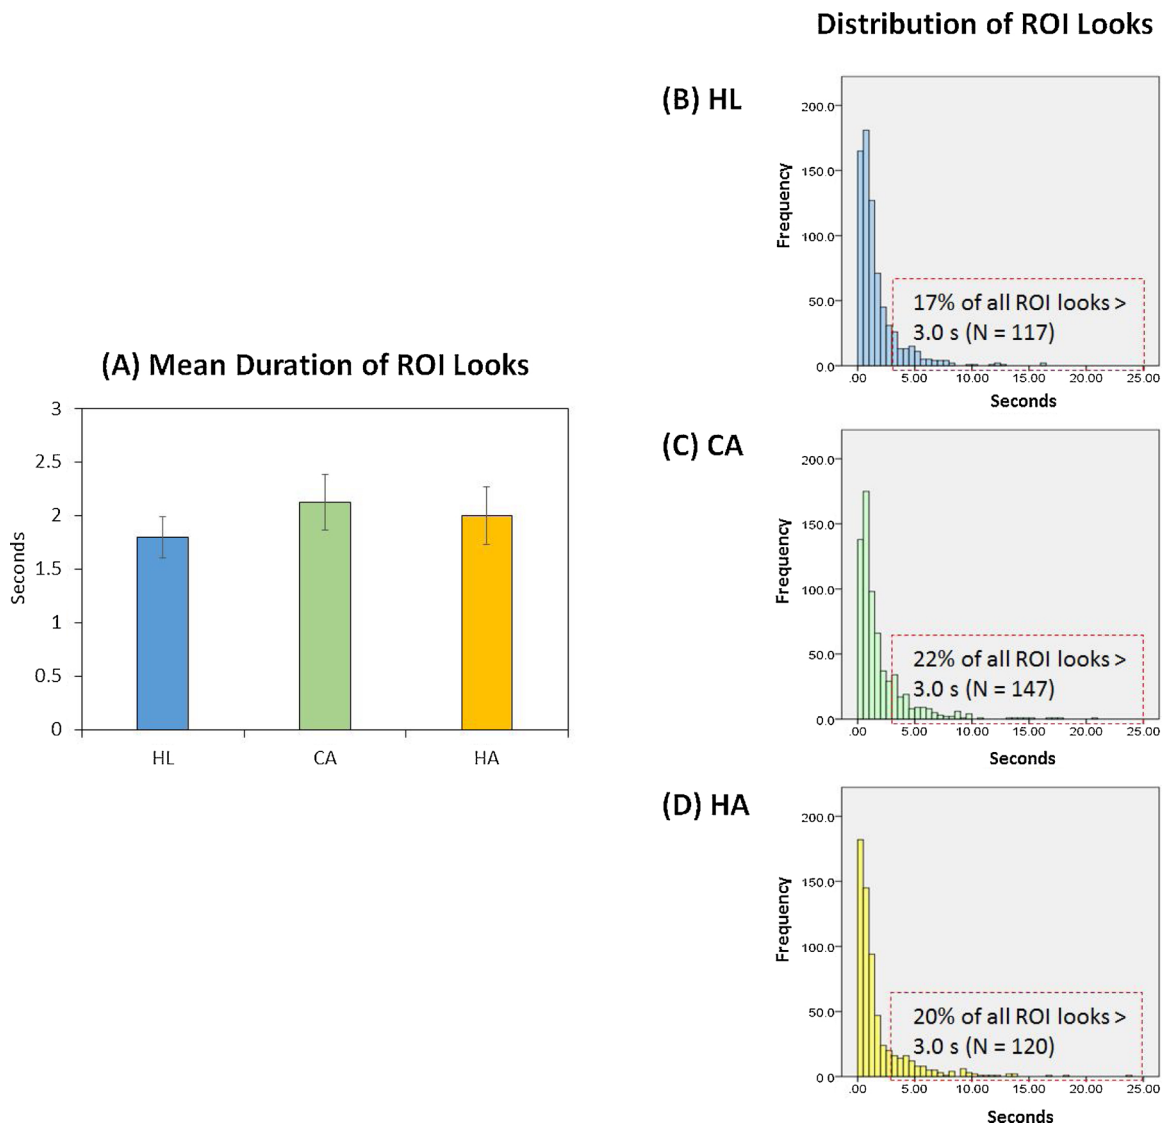 Distribution of ROI Looks
(A) Mean Duration of ROI Looks
3
2.5
2
1.5
1
0.5
0
Seconds
HL
CA
HA
(B) HL
200.0
150.0
100.0
50.0
0.0
Frequency
17% of all ROI looks >
3.0 s (N = 117)
.00 5.00 10.00 15.00 20.00 25.00
Seconds
(C) CA
200.0
150.0
100.0
50.0
0.0
Frequency
22% of all ROI looks >
3.0 s (N = 147)
.00 5.00 10.00 15.00 20.00 25.00
Seconds
(D) HA
200.0
150.0
100.0
50.0
0 0
Frequency
20% of all ROI looks >
3.0 s (N = 120)
.00 5.00 10.00 15.00 20.00 25.00
Seconds